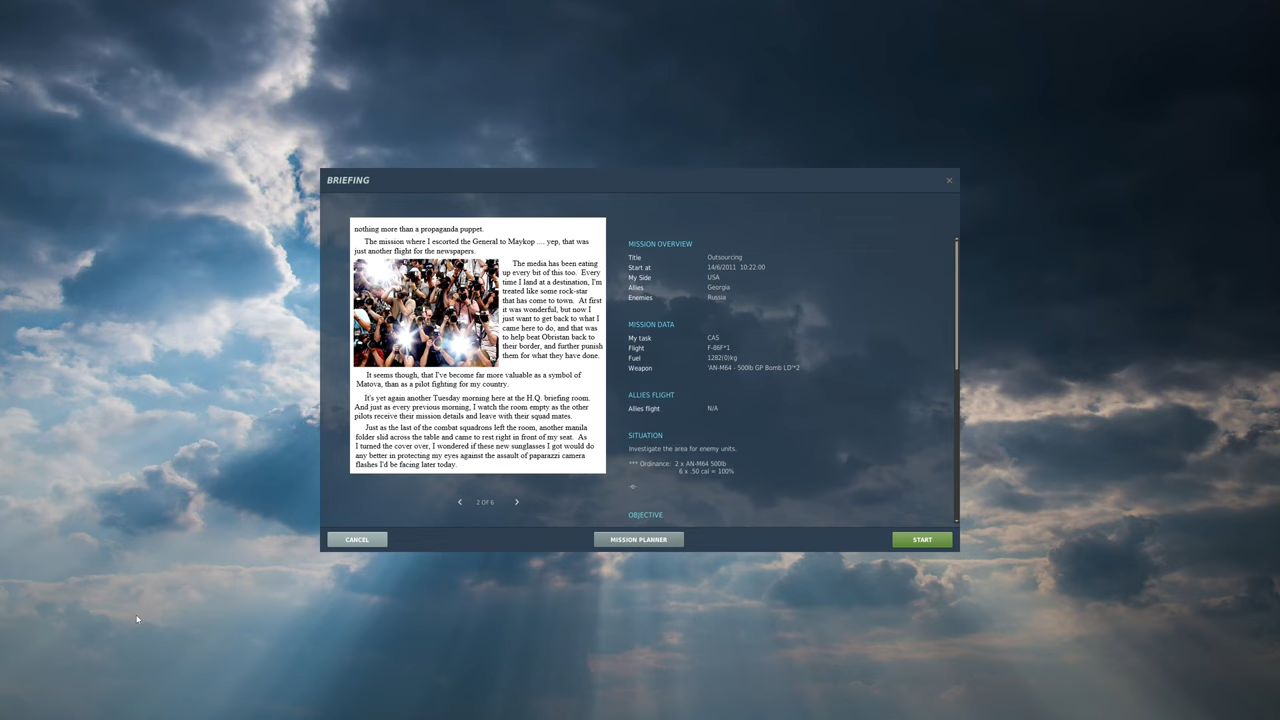 BRIEFING
nothing more than a propaganda puppet.
The mission where I escorted the General to Maykop .... yep, that was
just another flight for the newspapers.
The media has been eating
up every bit of this too. Every
time I land at a destination, I'm
treated like some rock-star
that has come to town. At first
it was wonderful, but now I
just want to get back to what I
came here to do, and that was
to help beat Obristan back to
their border, and further punish
them for what they have done.
It seems though, that I've become far more valuable as a symbol of
Matova, than as a pilot fighting for my country.
It's yet again another Tuesday morning here at the H.Q. briefing room.
And just as every previous morning, I watch the room empty as the other
pilots receive their mission details and leave with their squad mates.
Just as the last of the combat squadrons left the room, another manila
folder slid across the table and came to rest right in front of my seat. As
I turned the cover over, I wondered if these new sunglasses I got would do
any better in protecting my eyes against the assault of paparazzi camera
flashes I'd be facing later today.
2 OF 6
MISSION OVERVIEW
Title Outsourcing
Start at 14/6/2011 10:22:00
My Side USA
Allies Georgia
Enemies Russia
MISSION DATA
My task CAS
Flight F-86F*1
Fuel 1282(0)kg
Weapon 'AN-M64 - 500lb GP Bomb LD'*2
ALLIES FLIGHT
Allies flight N/A
SITUATION
Investigate the area for enemy units.
*** Ordinance: 2 x AN-M64 500lb
6 x .50 cal = 100%
OBJECTIVE
CANCEL
MISSION PLANNER
START